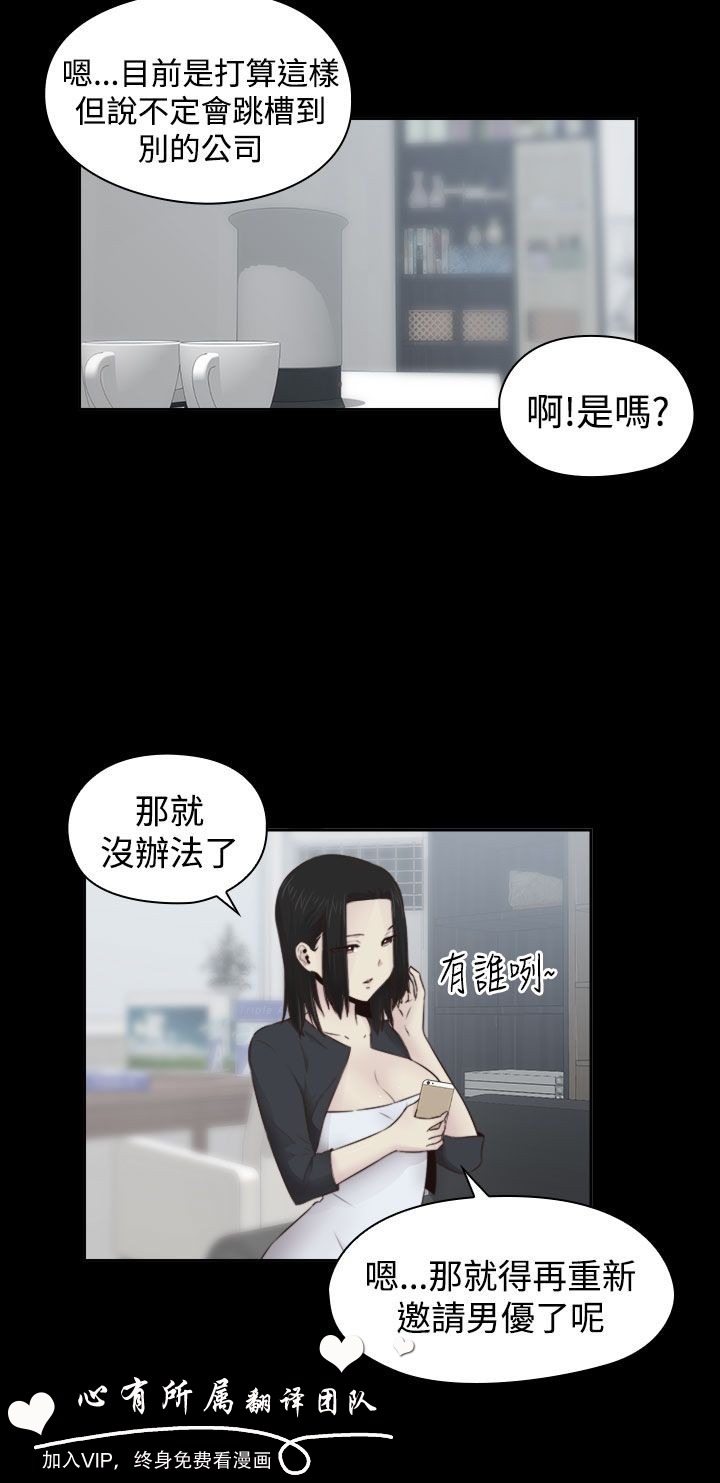 嗯...目前是打算這樣
但說不定會跳槽到
別的公司
啊!是嗎?
那就
沒辦法了
有誰咧~
嗯...那就得再重新
邀請男優了呢
心有所属翻译团队
加入VIP，终身免费看漫画